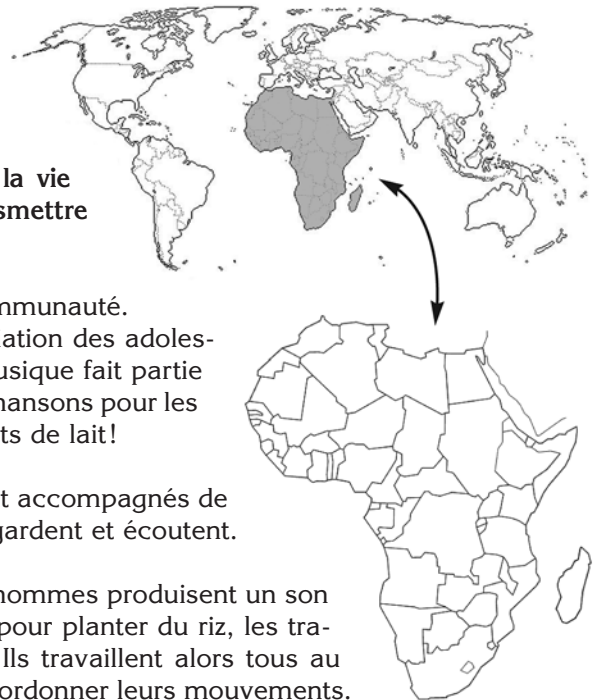 la vie
smettre
mmunauté.
ation des adoles-
usique fait partie
hansons pour les
ts de lait!
t accompagnés de
gardent et écoutent.
hommes produisent un son
pour planter du riz, les tra-
Ils travaillent alors tous au
ordonner leurs mouvements.